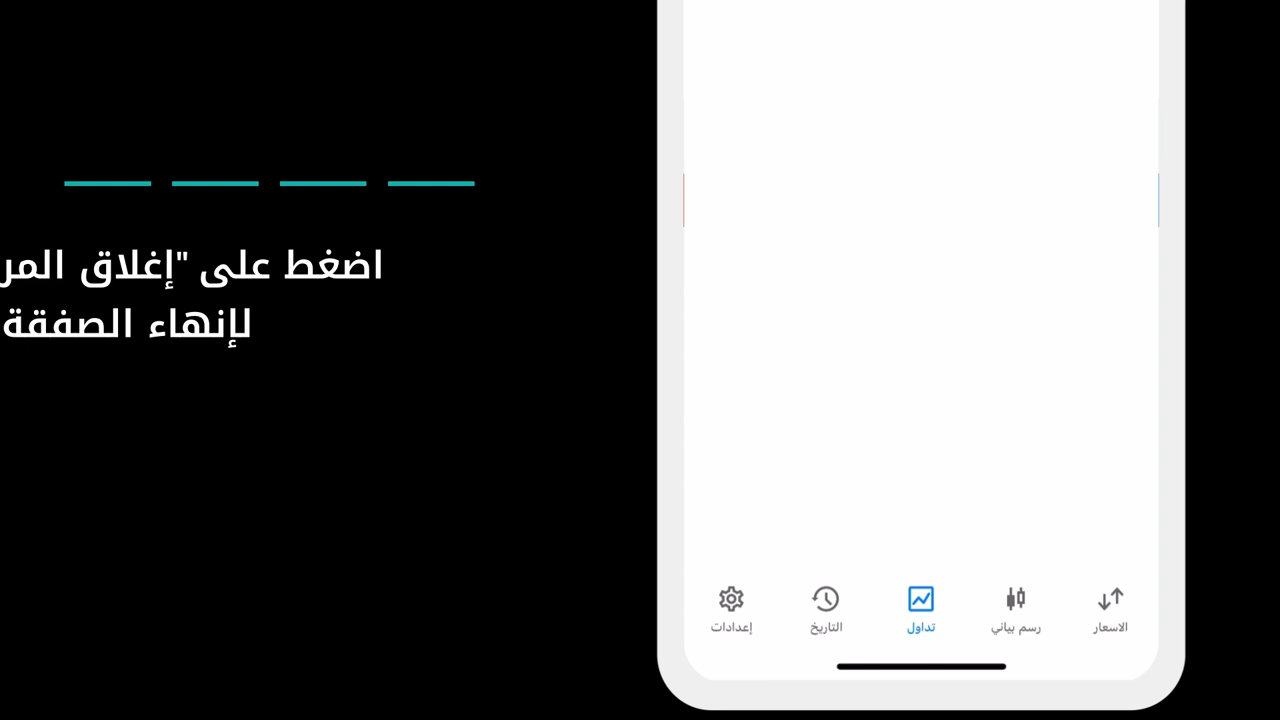 اضغط على "إغلاق المر
لإنهاء الصفقة
الاسعار
رسم بياني
تداول
التاريخ
إعدادات